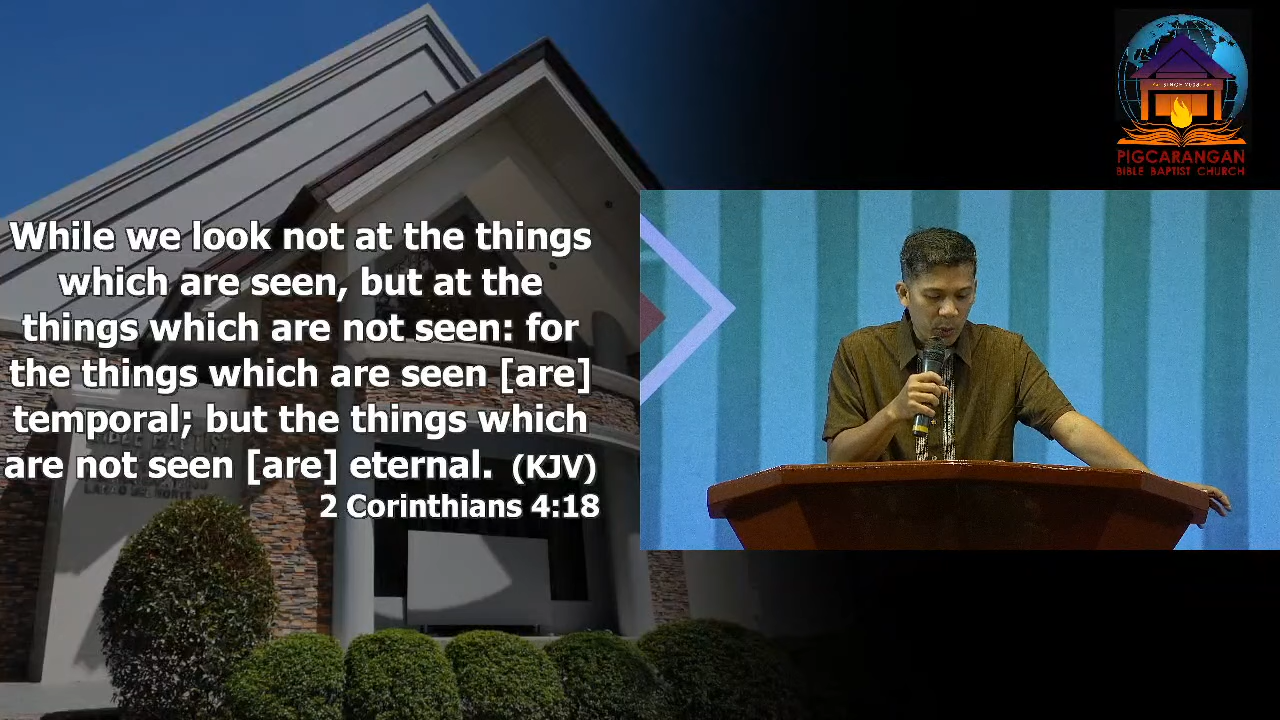 While we look not at the things
which are seen, but at the
things which are not seen: for
the things which are seen [are]
temporal; but the things which
are not seen [are] eternal. (KJV)
2 Corinthians 4:18
PIGCARANGAN
BIBLE BAPTIST CHURCH